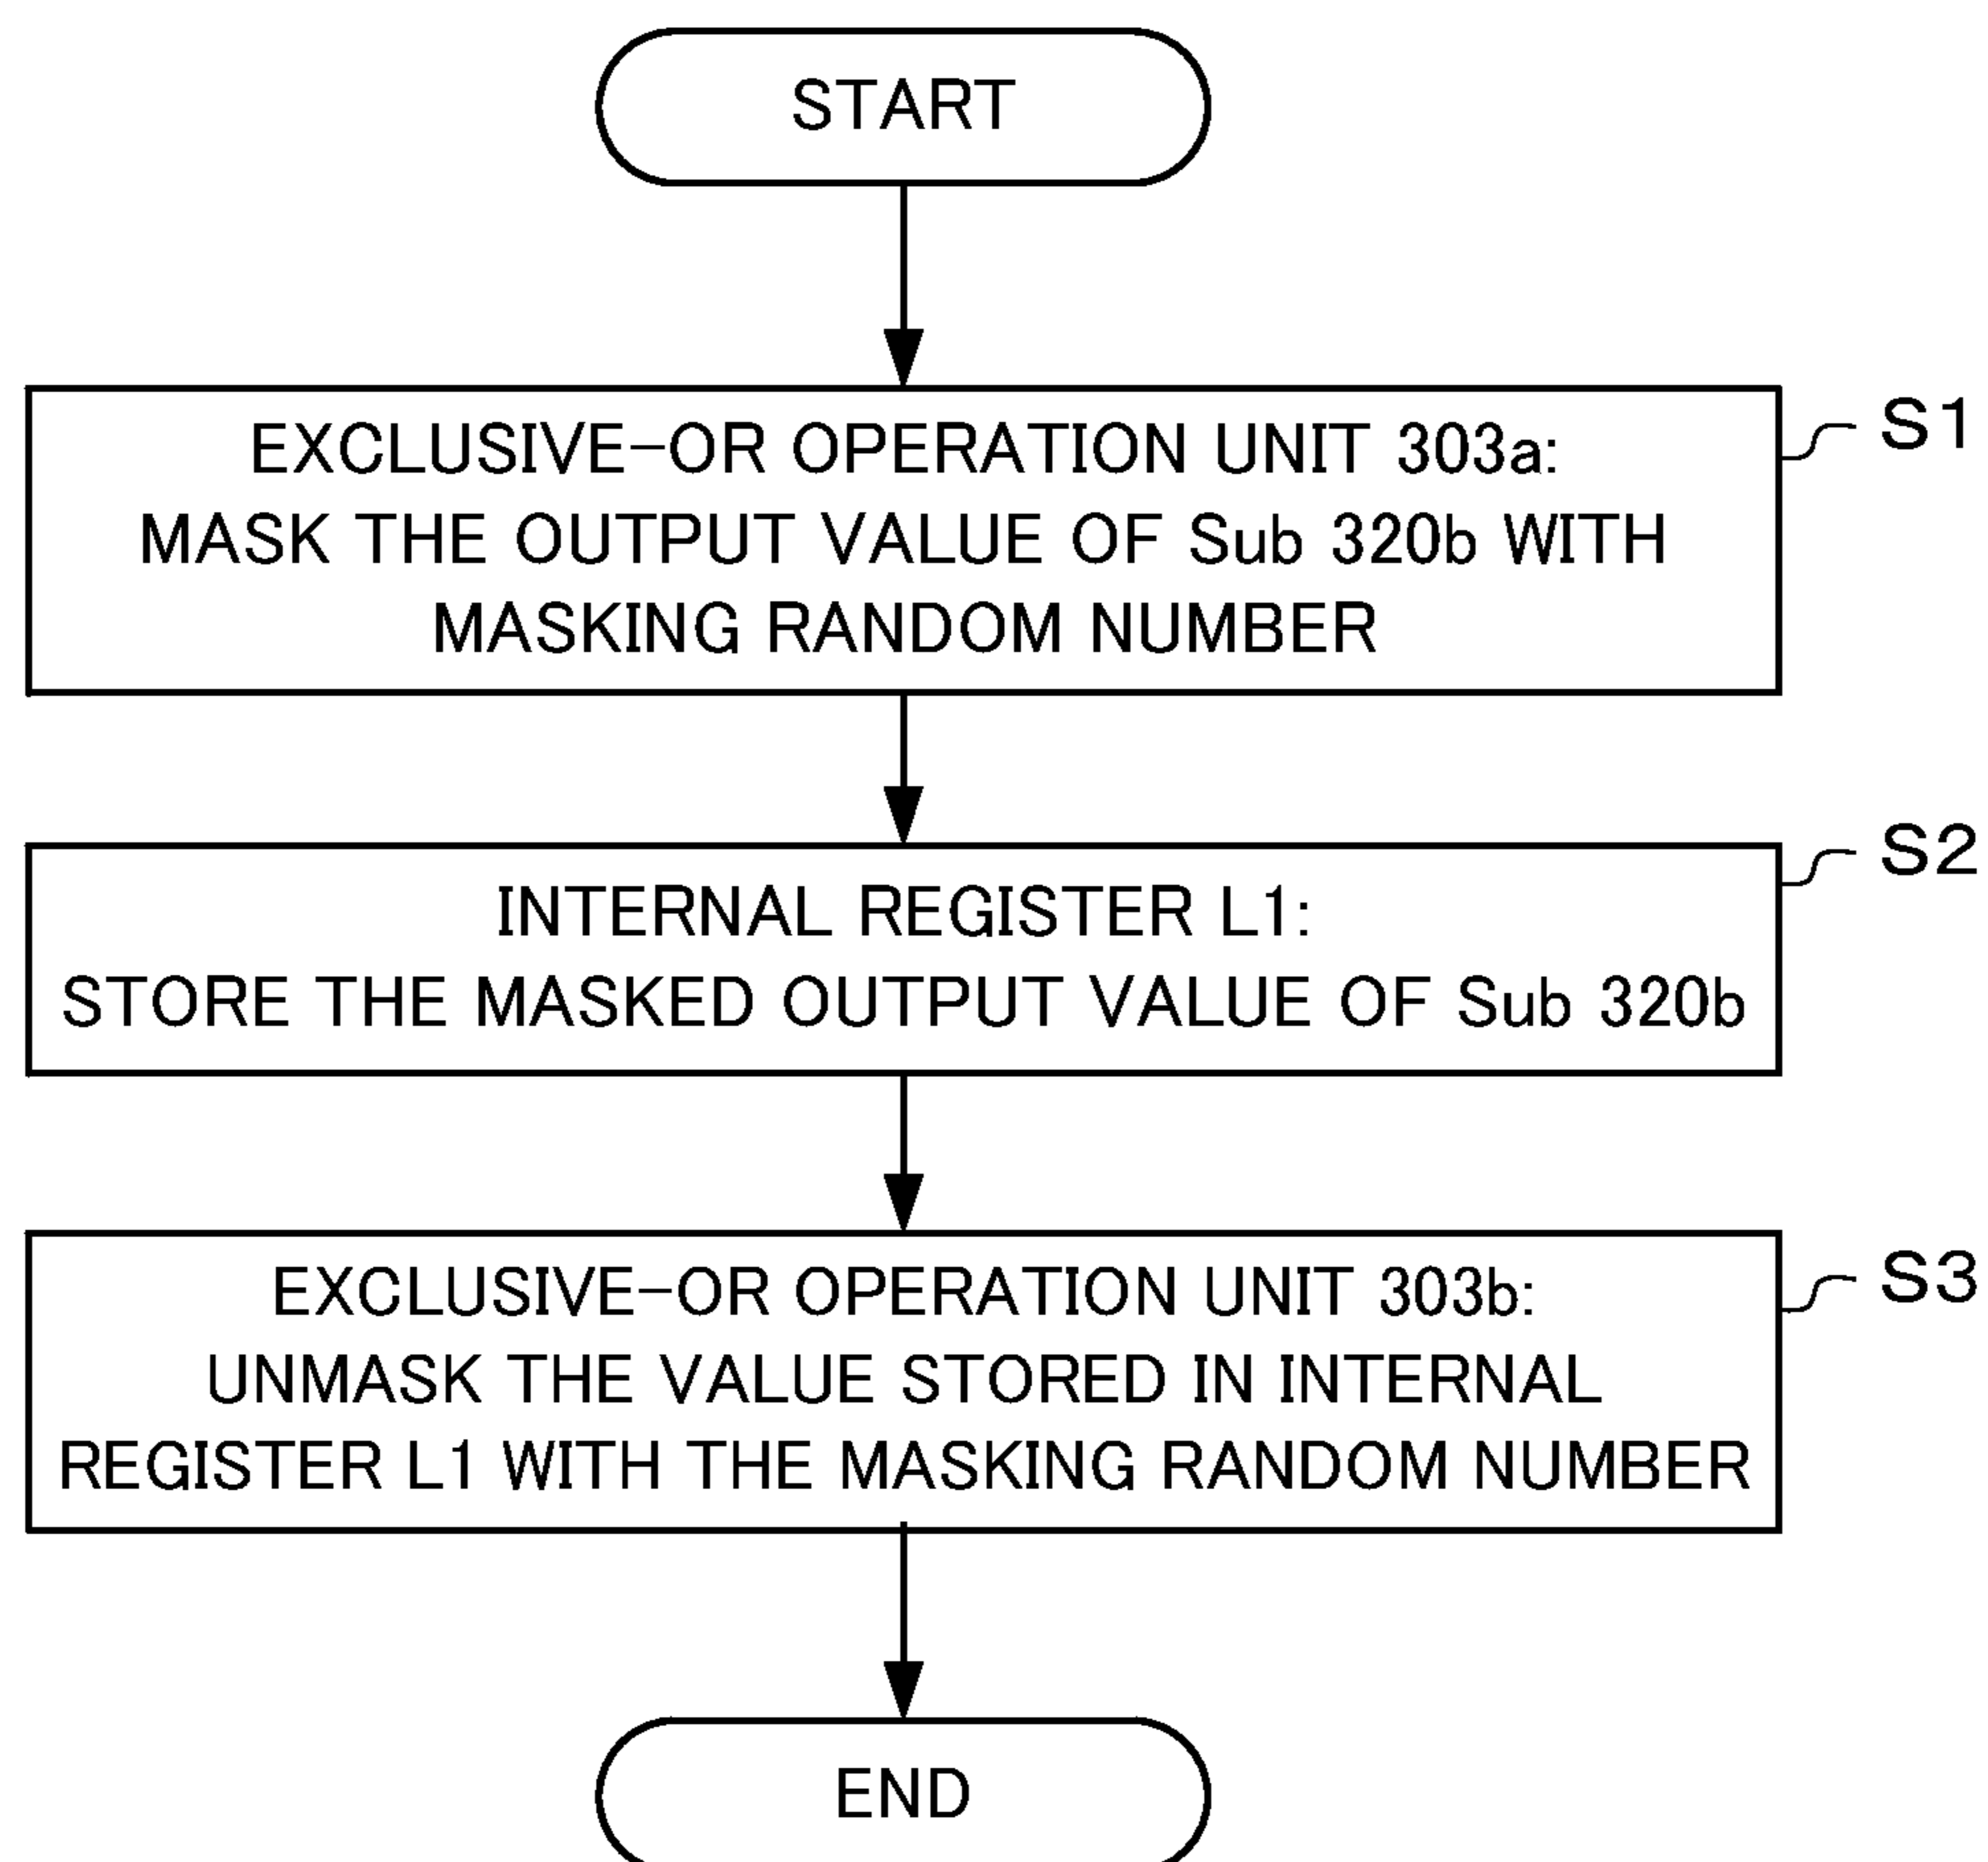 START
EXCLUSIVE-OR OPERATION UNIT 303a:
MASK THE OUTPUT VALUE OF Sub 320b WITH
MASKING RANDOM NUMBER
S1
INTERNAL REGISTER L1:
STORE THE MASKED OUTPUT VALUE OF Sub 320b
S2
EXCLUSIVE-OR OPERATION UNIT 303b:
UNMASK THE VALUE STORED IN INTERNAL
REGISTER L1 WITH THE MASKING RANDOM NUMBER
S3
END